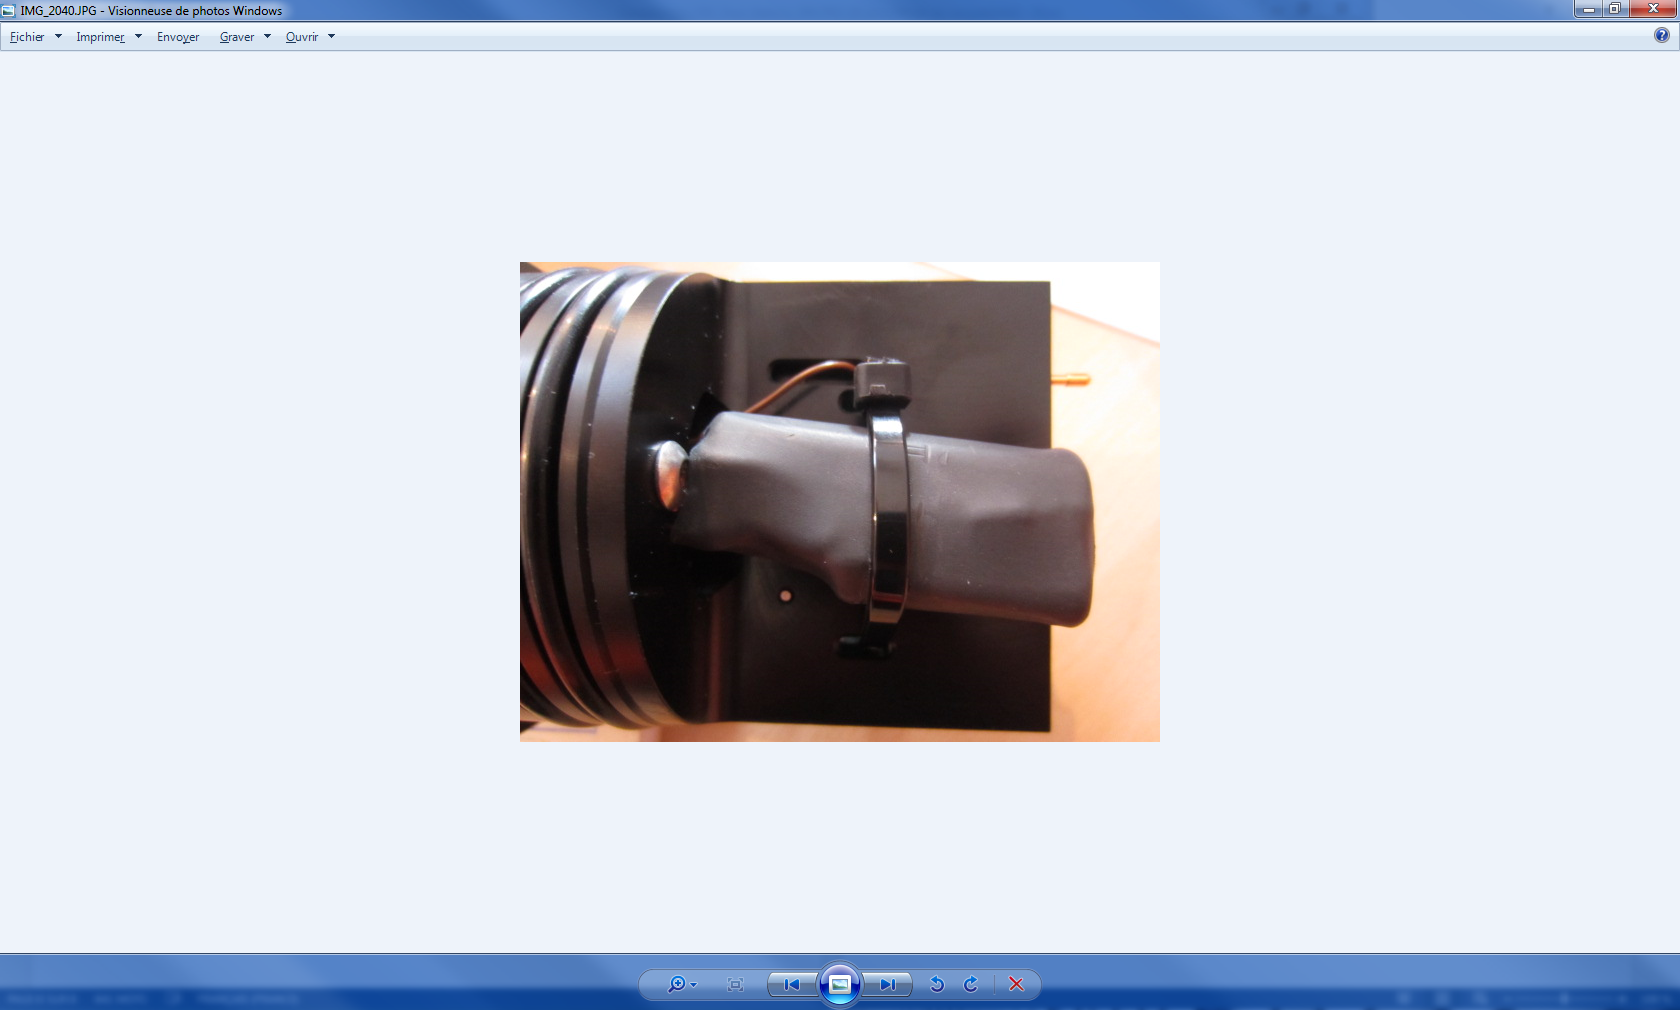 IMG_2040.JPG - Visionneuse de photos Windows
Fichier Imprimer Envoyer Graver Ouvrir